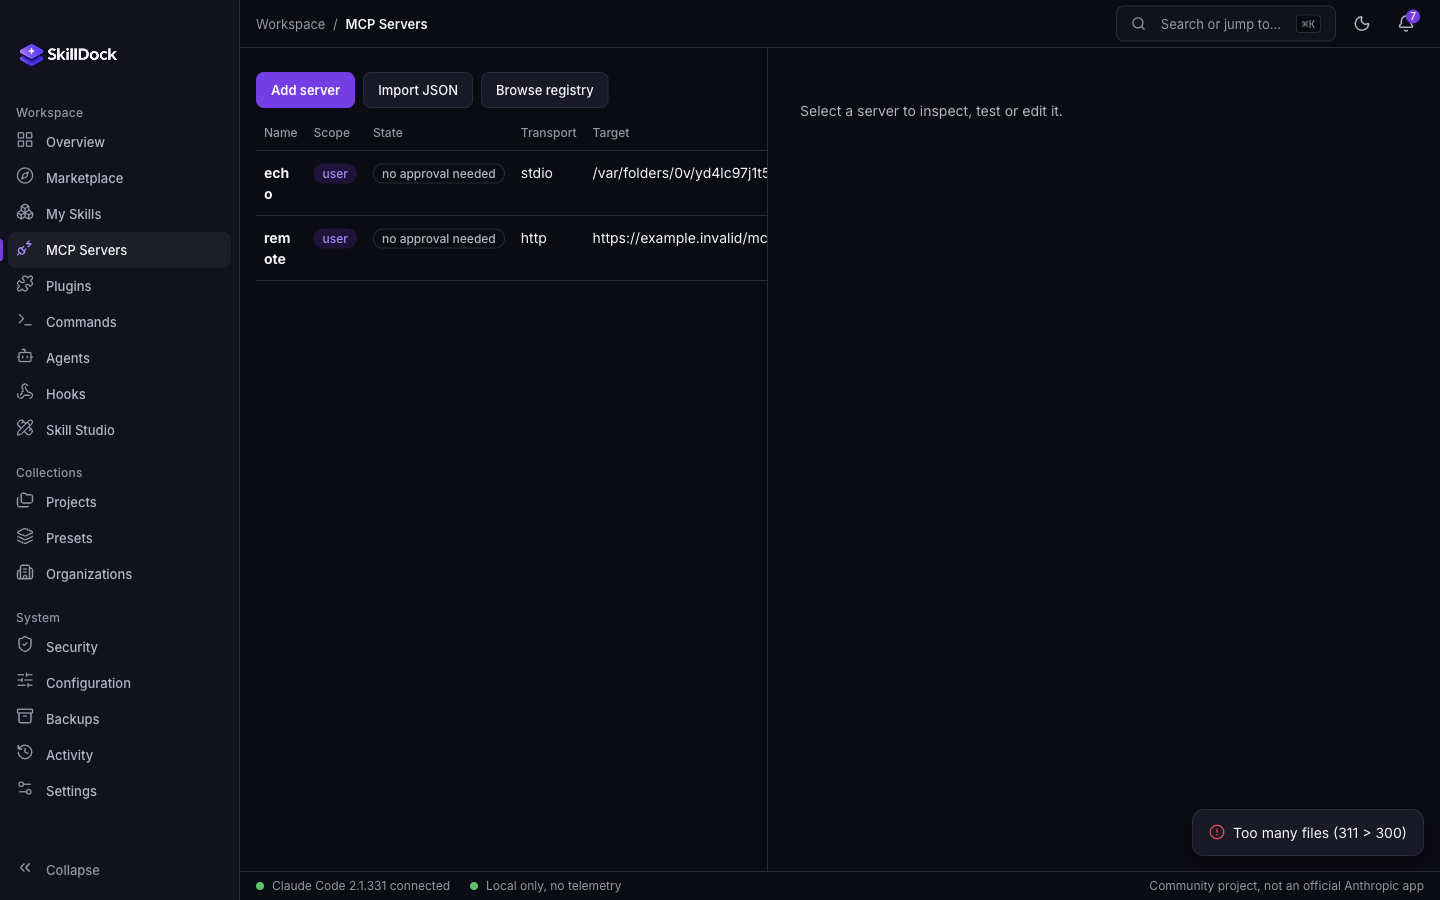 SkillDock
Workspace / MCP Servers
Search or jump to... ⌘K
7
Workspace
Overview
Marketplace
My Skills
MCP Servers
Plugins
Commands
Agents
Hooks
Skill Studio
Collections
Projects
Presets
Organizations
System
Security
Configuration
Backups
Activity
Settings
Collapse
Add server Import JSON Browse registry
Name Scope State Transport Target
ech
o
user no approval needed stdio /var/folders/0v/yd4lc97j1t5
rem
ote
user no approval needed http https://example.invalid/mc
Select a server to inspect, test or edit it.
Too many files (311 > 300)
Claude Code 2.1.331 connected Local only, no telemetry
Community project, not an official Anthropic app